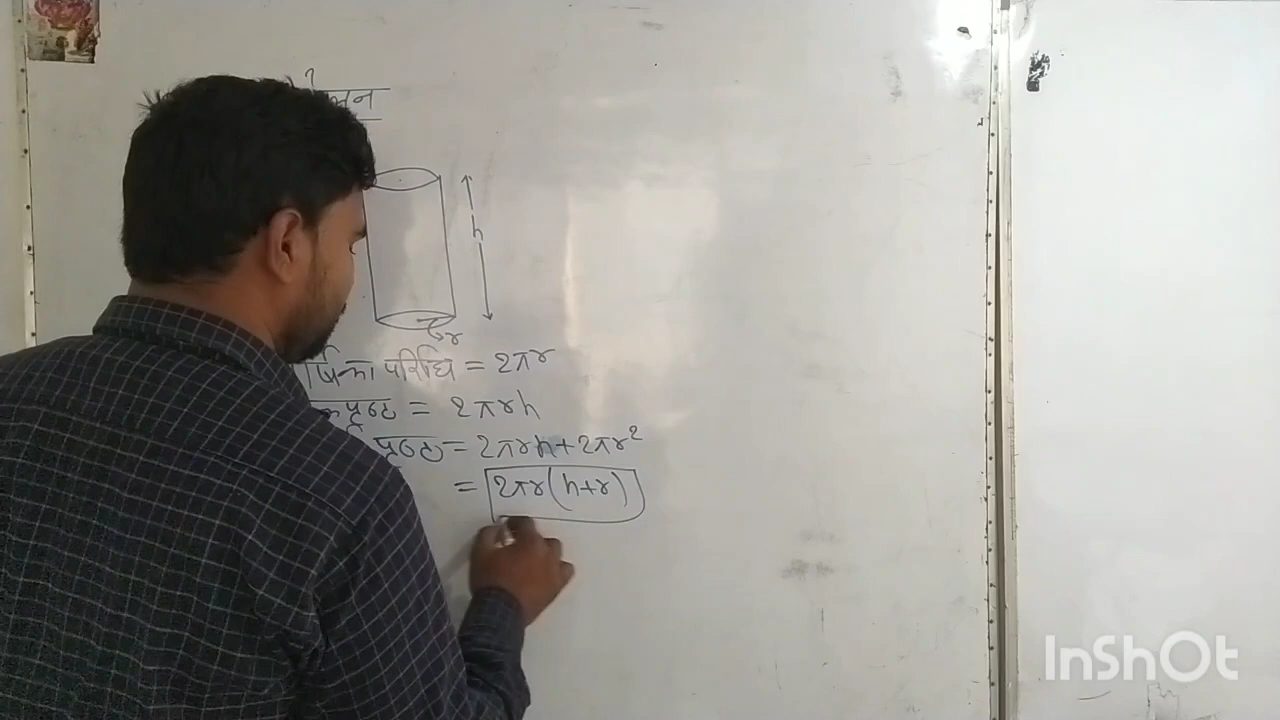 h
r
परिधि = 2πr
पृष्ठ = 2πrh
पृष्ठ = 2πrh+2πr²
= 2πr(h+r)
InShOt